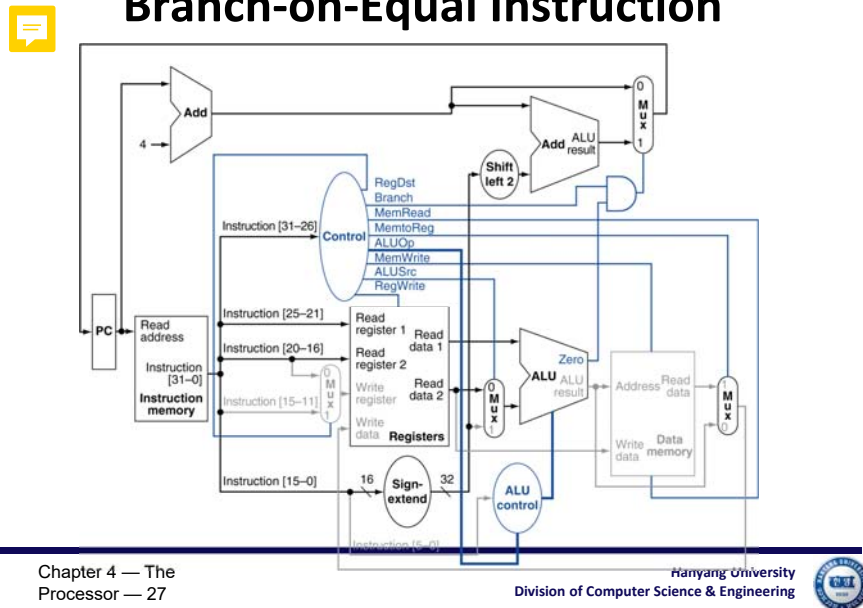 Branch-on-Equal Instruction
Add
4
0
M
u
x
1
Add ALU
result
Shift
left 2
RegDst
Branch
MemRead
MemtoReg
ALUOp
MemWrite
ALUSrc
RegWrite
Control
Instruction [31–26]
Instruction [25–21]
Instruction [20–16]
Instruction [15–11]
Instruction [15–0]
Instruction [5–0]
PC
Read
address
Instruction
[31–0]
Instruction
memory
0
M
u
x
1
Read
register 1
Read
register 2
Write
register
Write
data
Read
data 1
Read
data 2
Registers
0
M
u
x
1
Zero
ALU
ALU
result
Address
Read
data
Write
data
Data
memory
1
M
u
x
0
16
Sign-
extend
32
ALU
control
Chapter 4 — The
Processor — 27
Hanyang University
Division of Computer Science & Engineering